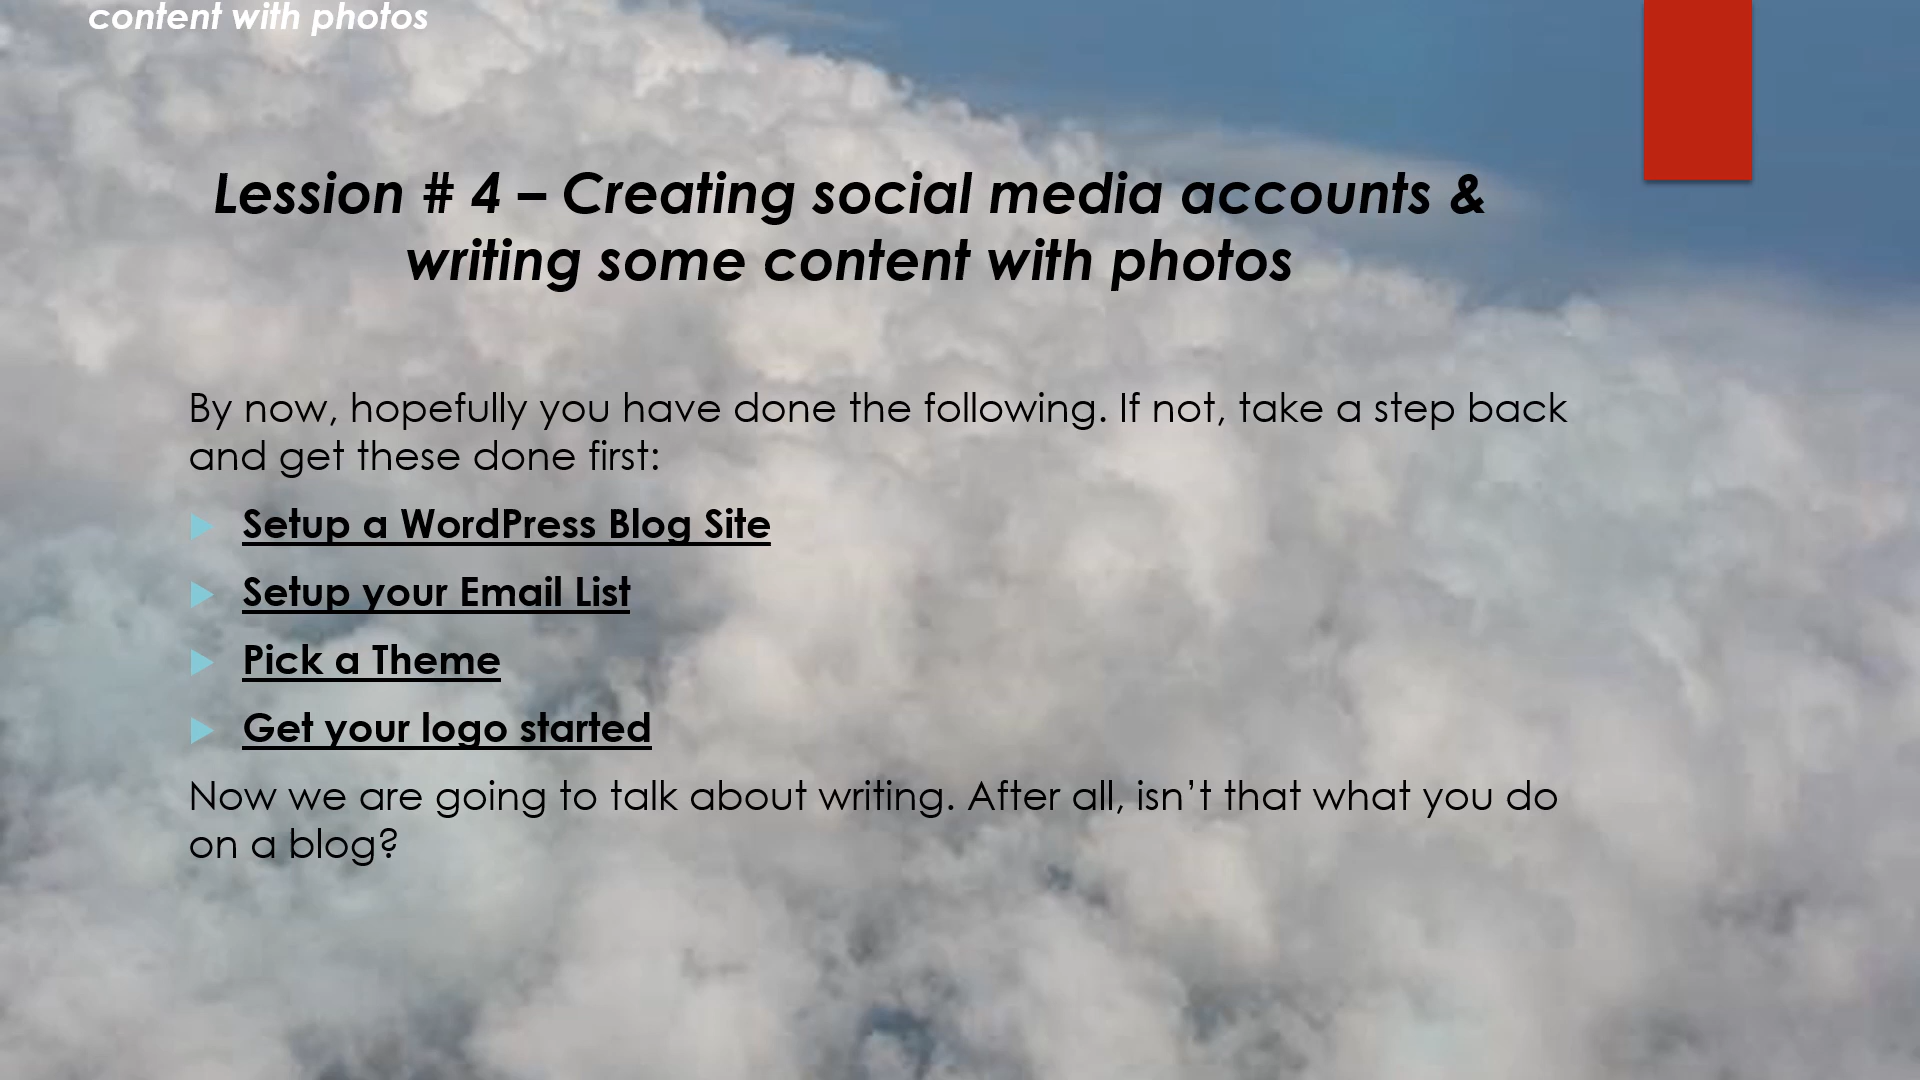 content with photos
Lession # 4 – Creating social media accounts &
writing some content with photos
By now, hopefully you have done the following. If not, take a step back
and get these done first:
Setup a WordPress Blog Site
Setup your Email List
Pick a Theme
Get your logo started
Now we are going to talk about writing. After all, isn’t that what you do
on a blog?